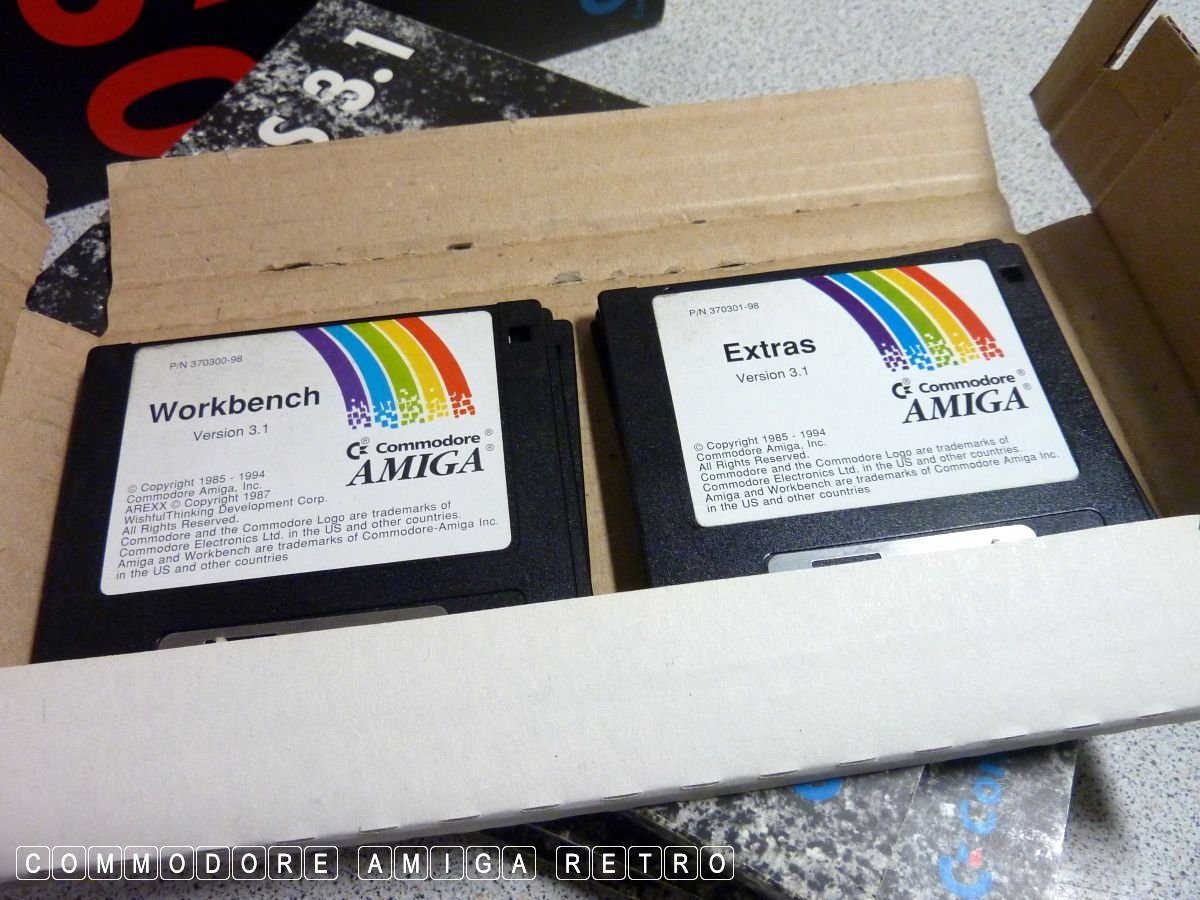 S 3.1
P/N 370300-98
Workbench
Version 3.1
Commodore®
AMIGA®
© Copyright 1985 - 1994
Commodore Amiga, Inc.
AREXX © Copyright 1987
WishfulThinking Development Corp.
All Rights Reserved.
Commodore and the Commodore Logo are trademarks of
Commodore Electronics Ltd. in the US and other countries.
Amiga and Workbench are trademarks of Commodore-Amiga Inc.
in the US and other countries
P/N 370301-98
Extras
Version 3.1
Commodore®
AMIGA®
© Copyright 1985 - 1994
Commodore Amiga, Inc.
All Rights Reserved.
Commodore and the Commodore Logo are trademarks of
Commodore Electronics Ltd. in the US and other countries.
Amiga and Workbench are trademarks of Commodore Amiga Inc.
in the US and other countries
COMMODORE AMIGA RETRO